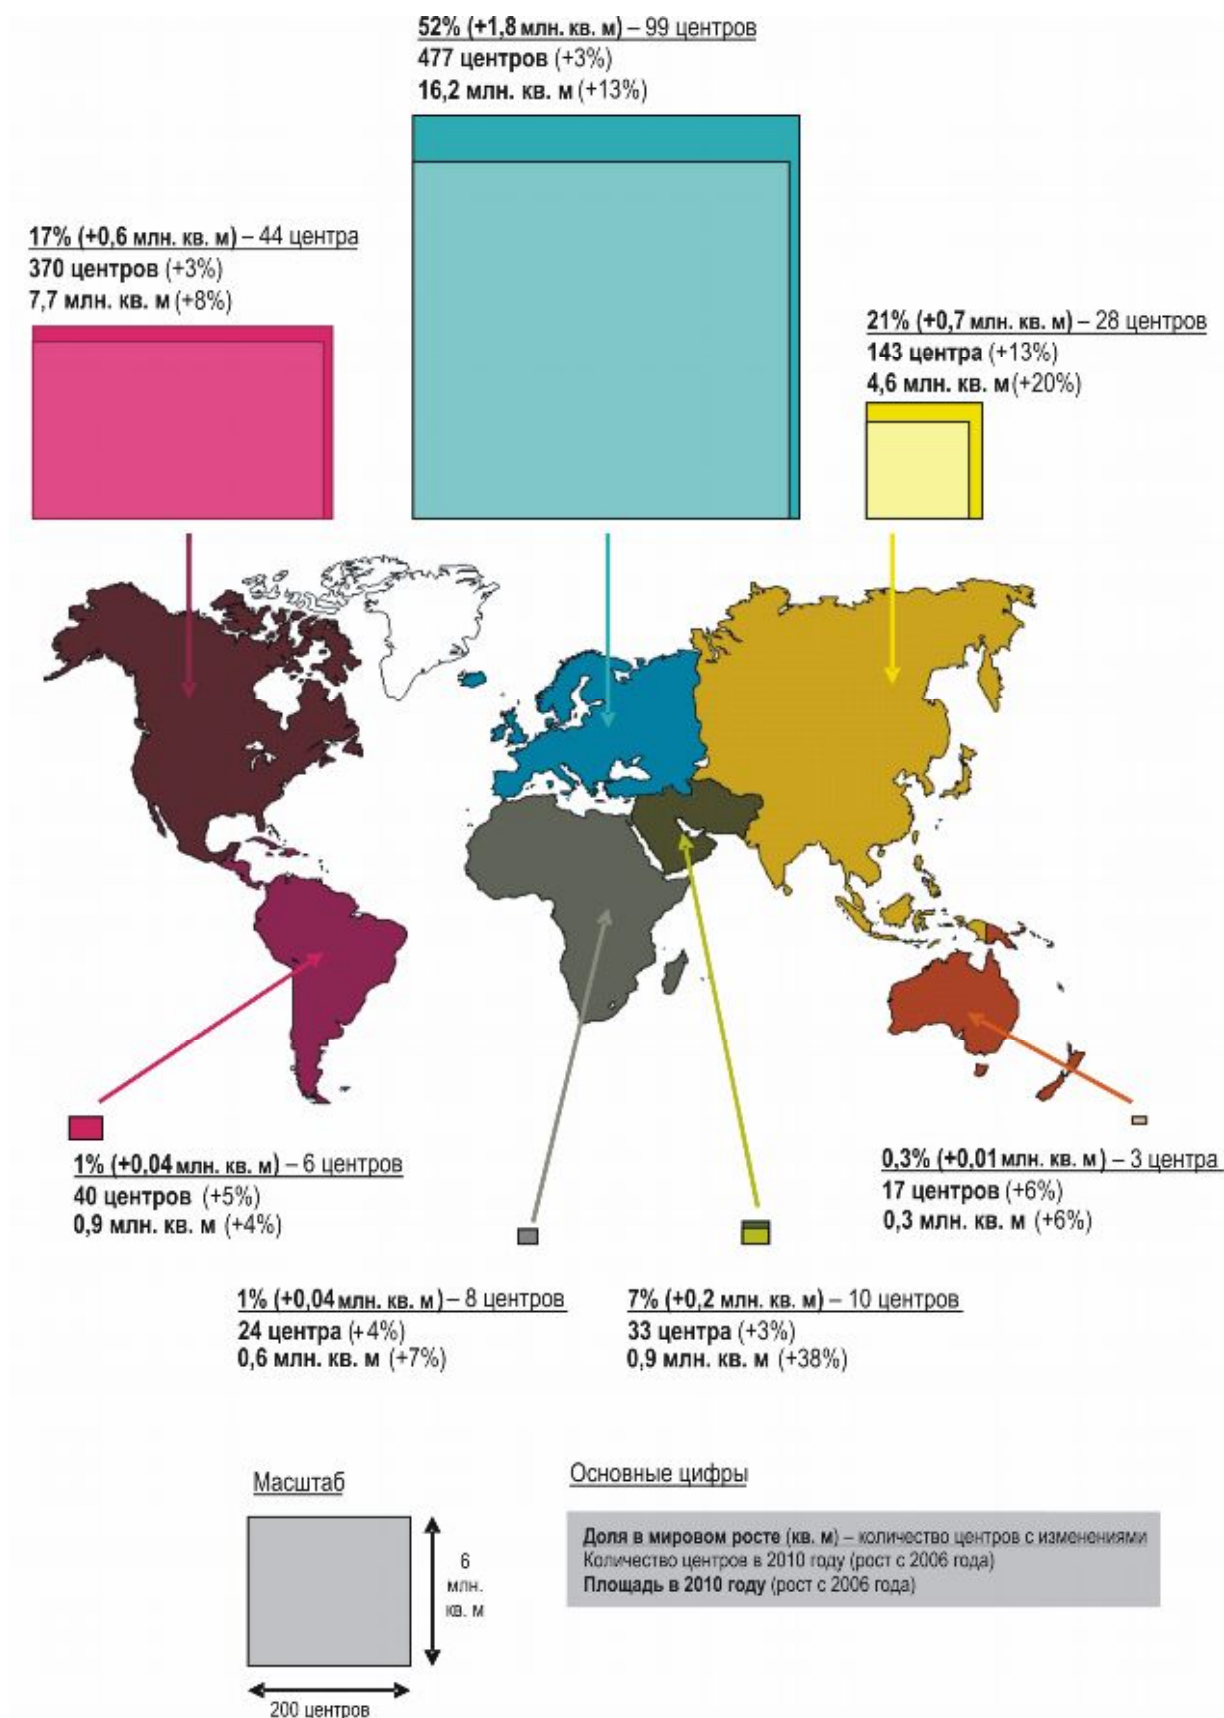 52% (+1,8 млн. кв. м) – 99 центров
477 центров (+3%)
16,2 млн. кв. м (+13%)
17% (+0,6 млн. кв. м) – 44 центра
370 центров (+3%)
7,7 млн. кв. м (+8%)
21% (+0,7 млн. кв. м) – 28 центров
143 центра (+13%)
4,6 млн. кв. м (+20%)
1% (+0,04 млн. кв. м) – 6 центров
40 центров (+5%)
0,9 млн. кв. м (+4%)
0,3% (+0,01 млн. кв. м) – 3 центра
17 центров (+6%)
0,3 млн. кв. м (+6%)
1% (+0,04 млн. кв. м) – 8 центров
24 центра (+4%)
0,6 млн. кв. м (+7%)
7% (+0,2 млн. кв. м) – 10 центров
33 центра (+3%)
0,9 млн. кв. м (+38%)
Масштаб
6
млн.
кв. м
200 центров
Основные цифры
Доля в мировом росте (кв. м) – количество центров с изменениями
Количество центров в 2010 году (рост с 2006 года)
Площадь в 2010 году (рост с 2006 года)